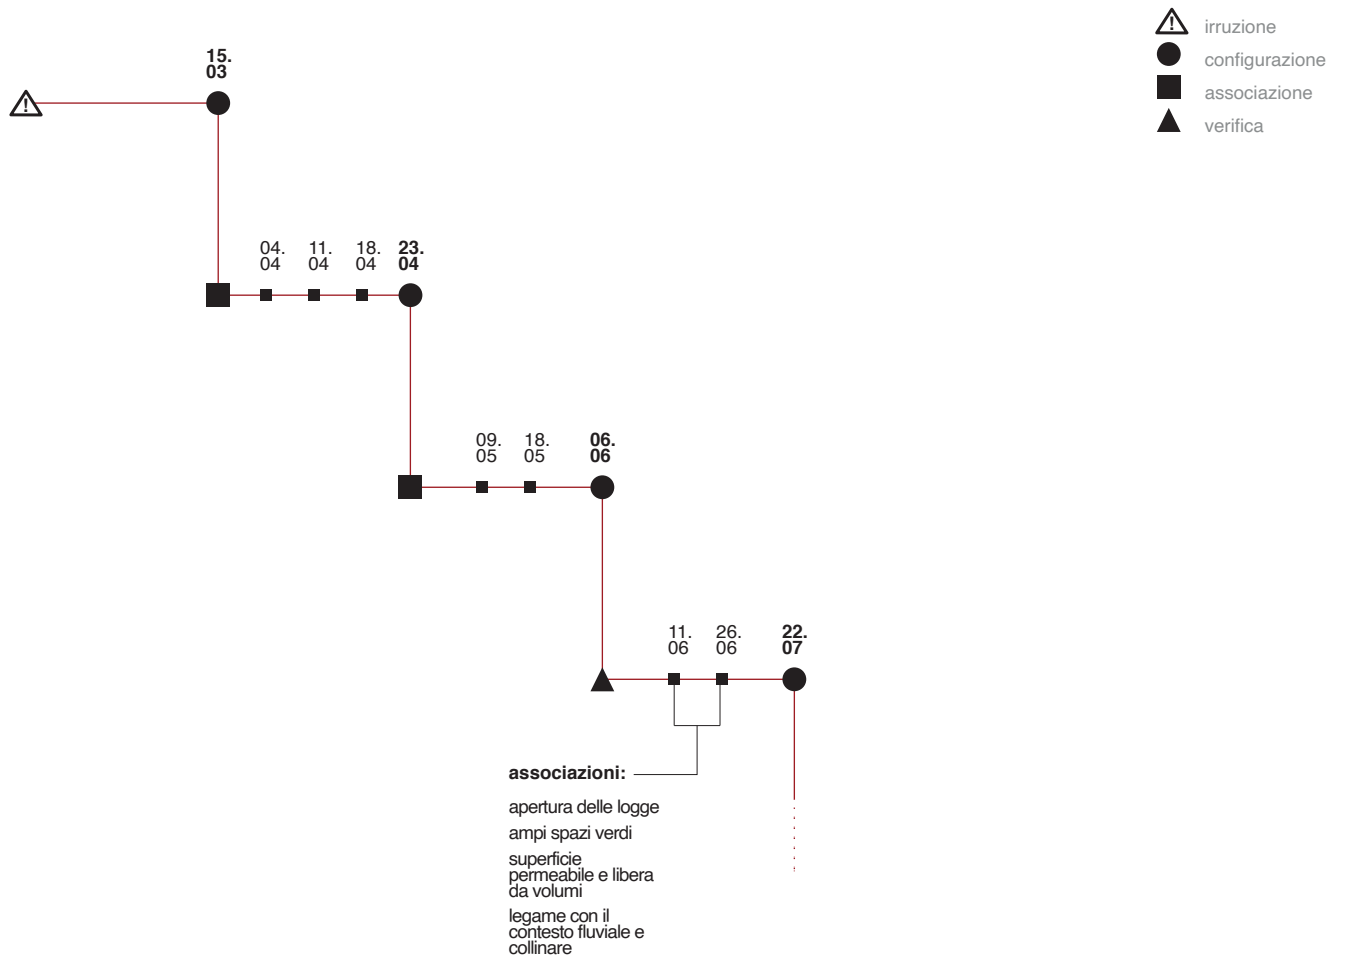 irruzione
configurazione
associazione
verifica
15.
03
04.
04
11.
04
18.
04
23.
04
09.
05
18.
05
06.
06
11.
06
26.
06
22.
07
associazioni:
apertura delle logge
ampi spazi verdi
superficie
permeabile e libera
da volumi
legame con il
contesto fluviale e
collinare